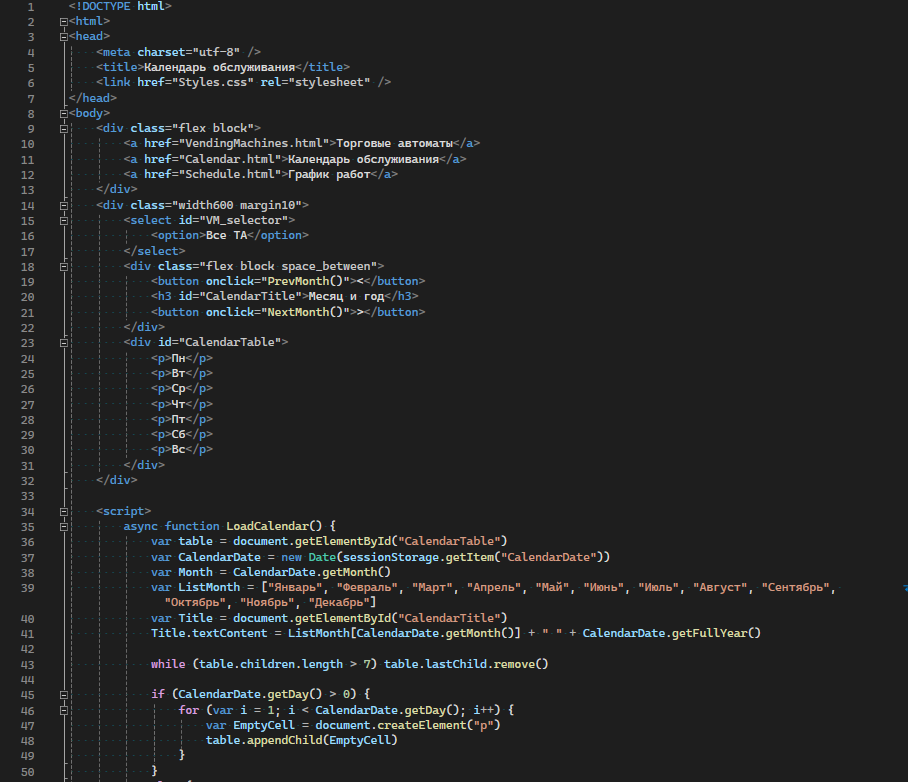 1 <!DOCTYPE html>
2 <html>
3 <head>
4 <meta charset="utf-8" />
5 <title>Календарь обслуживания</title>
6 <link href="Styles.css" rel="stylesheet" />
7 </head>
8 <body>
9 <div class="flex block">
10 <a href="VendingMachines.html">Торговые автоматы</a>
11 <a href="Calendar.html">Календарь обслуживания</a>
12 <a href="Schedule.html">График работ</a>
13 </div>
14 <div class="width600 margin10">
15 <select id="VM_selector">
16 <option>Все ТА</option>
17 </select>
18 <div class="flex block space_between">
19 <button onclick="PrevMonth()"><</button>
20 <h3 id="CalendarTitle">Месяц и год</h3>
21 <button onclick="NextMonth()">></button>
22 </div>
23 <div id="CalendarTable">
24 <p>Пн</p>
25 <p>Вт</p>
26 <p>Ср</p>
27 <p>Чт</p>
28 <p>Пт</p>
29 <p>Сб</p>
30 <p>Вс</p>
31 </div>
32 </div>
33
34 <script>
35 async function LoadCalendar() {
36 var table = document.getElementById("CalendarTable")
37 var CalendarDate = new Date(sessionStorage.getItem("CalendarDate"))
38 var Month = CalendarDate.getMonth()
39 var ListMonth = ["Январь", "Февраль", "Март", "Апрель", "Май", "Июнь", "Июль", "Август", "Сентябрь",
"Октябрь", "Ноябрь", "Декабрь"]
40 var Title = document.getElementById("CalendarTitle")
41 Title.textContent = ListMonth[CalendarDate.getMonth()] + " " + CalendarDate.getFullYear()
42
43 while (table.children.length > 7) table.lastChild.remove()
44
45 if (CalendarDate.getDay() > 0) {
46 for (var i = 1; i < CalendarDate.getDay(); i++) {
47 var EmptyCell = document.createElement("p")
48 table.appendChild(EmptyCell)
49 }
50 }